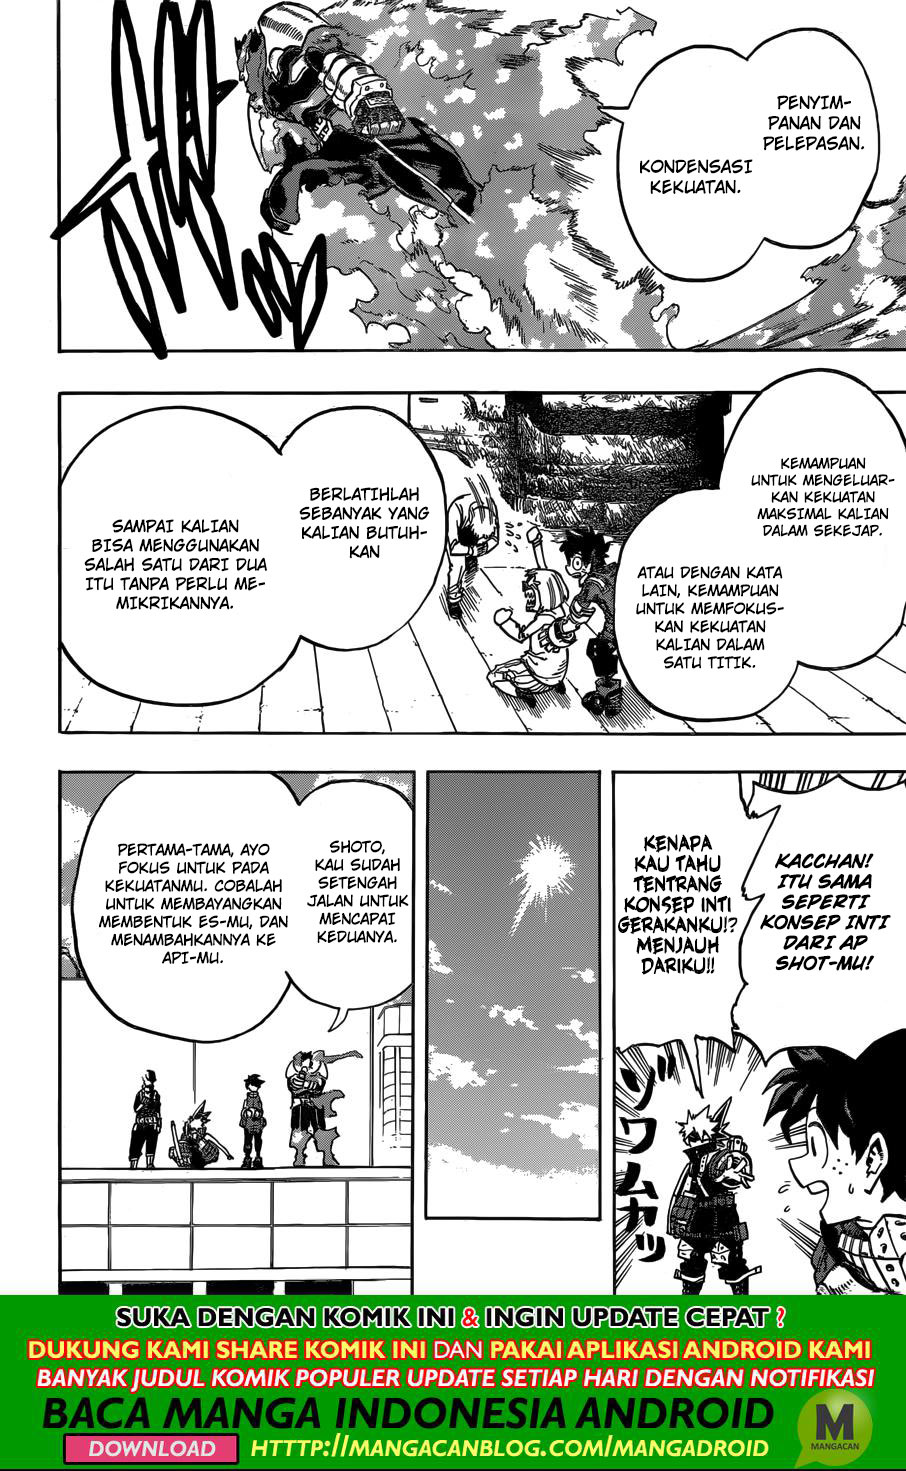 PENYIM-
PANAN DAN
PELEPASAN.
KONDENSASI
KEKUATAN.
KEMAMPUAN
UNTUK MENGELUAR-
KAN KEKUATAN
MAKSIMAL KALIAN
DALAM SEKEJAP.
ATAU DENGAN KATA
LAIN, KEMAMPUAN
UNTUK MEMFOKUS-
KAN KEKUATAN
KALIAN DALAM
SATU TITIK.
BERLATIHLAH
SEBANYAK YANG
KALIAN BUTUH-
KAN
SAMPAI KALIAN
BISA MENGGUNAKAN
SALAH SATU DARI DUA
ITU TANPA PERLU ME-
MIKRIKANNYA.
KACCHAN!
ITU SAMA
SEPERTI
KONSEP INTI
DARI AP
SHOT-MU!
KENAPA
KAU TAHU
TENTRANG
KONSEP INTI
GERAKANKU!?
MENJAUH
DARIKU!!
ゾワムカッ
SHOTO,
KAU SUDAH
SETENGAH
JALAN UNTUK
MENCAPAI
KEDUANYA.
PERTAMA-TAMA, AYO
FOKUS UNTUK PADA
KEKUATANMU. COBALAH
UNTUK MEMBAYANGKAN
MEMBENTUK ES-MU, DAN
MENAMBAHKANNYA KE
API-MU.
SUKA DENGAN KOMIK INI & INGIN UPDATE CEPAT ?
DUKUNG KAMI SHARE KOMIK INI DAN PAKAI APLIKASI ANDROID KAMI
BANYAK JUDUL KOMIK POPULER UPDATE SETIAP HARI DENGAN NOTIFIKASI
BACA MANGA INDONESIA ANDROID
DOWNLOAD HTTTP://MANGACANBLOG.COM/MANGADROID
M
MANGACAN